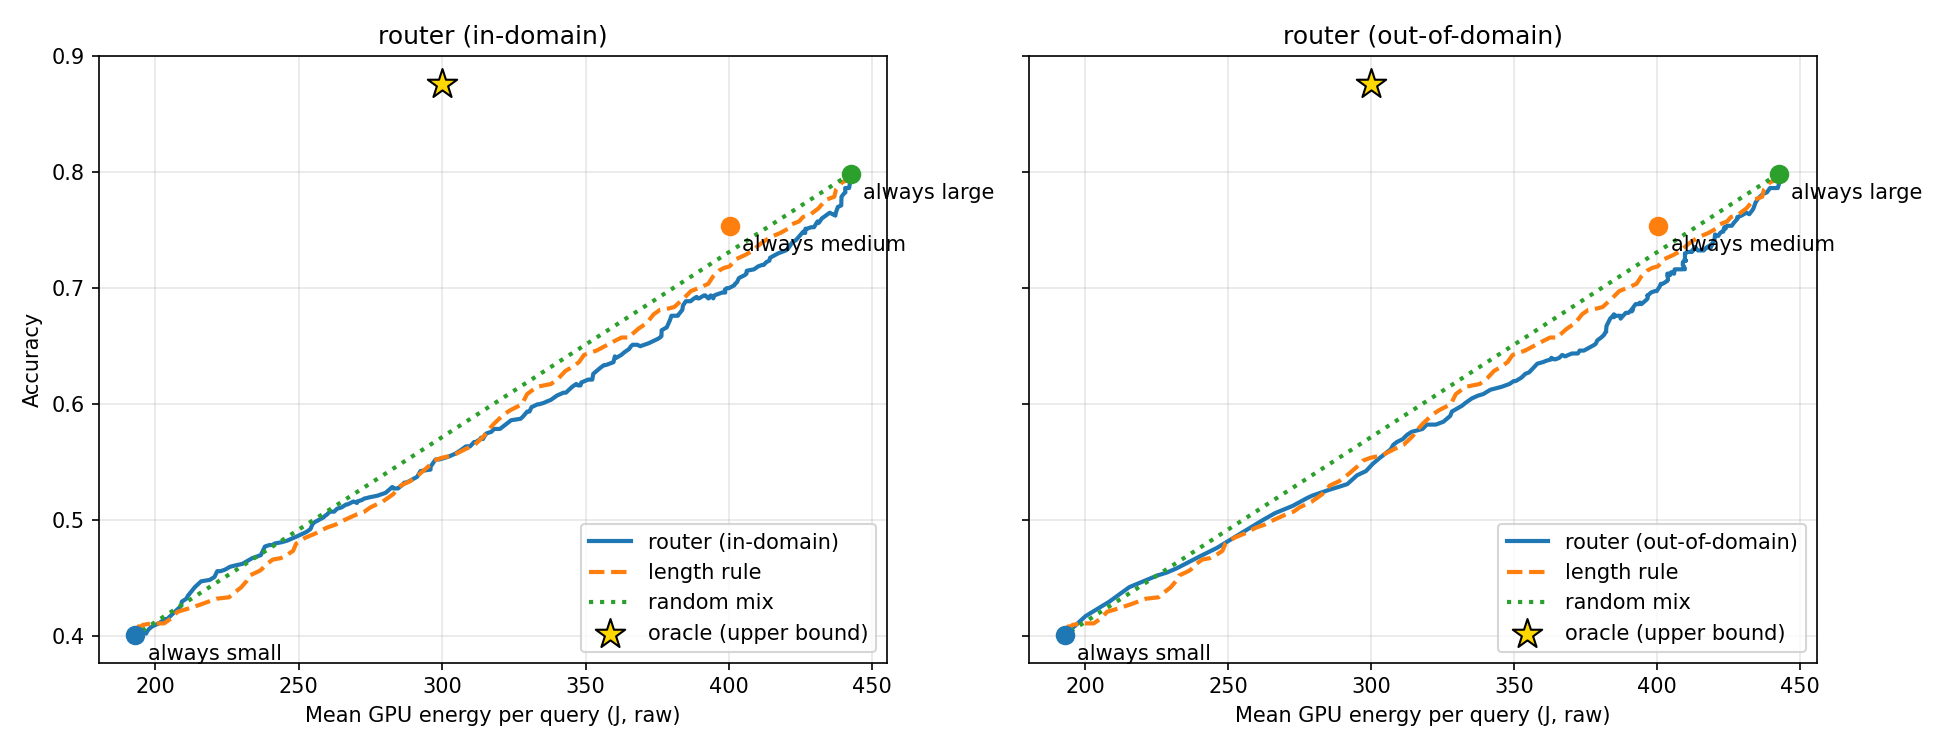 router (in-domain)
0.9
0.8
0.7
0.6
0.5
0.4
Accuracy
always large
always medium
always small
router (in-domain)
length rule
random mix
oracle (upper bound)
200
250
300
350
400
450
Mean GPU energy per query (J, raw)
router (out-of-domain)
always large
always medium
always small
router (out-of-domain)
length rule
random mix
oracle (upper bound)
200
250
300
350
400
450
Mean GPU energy per query (J, raw)